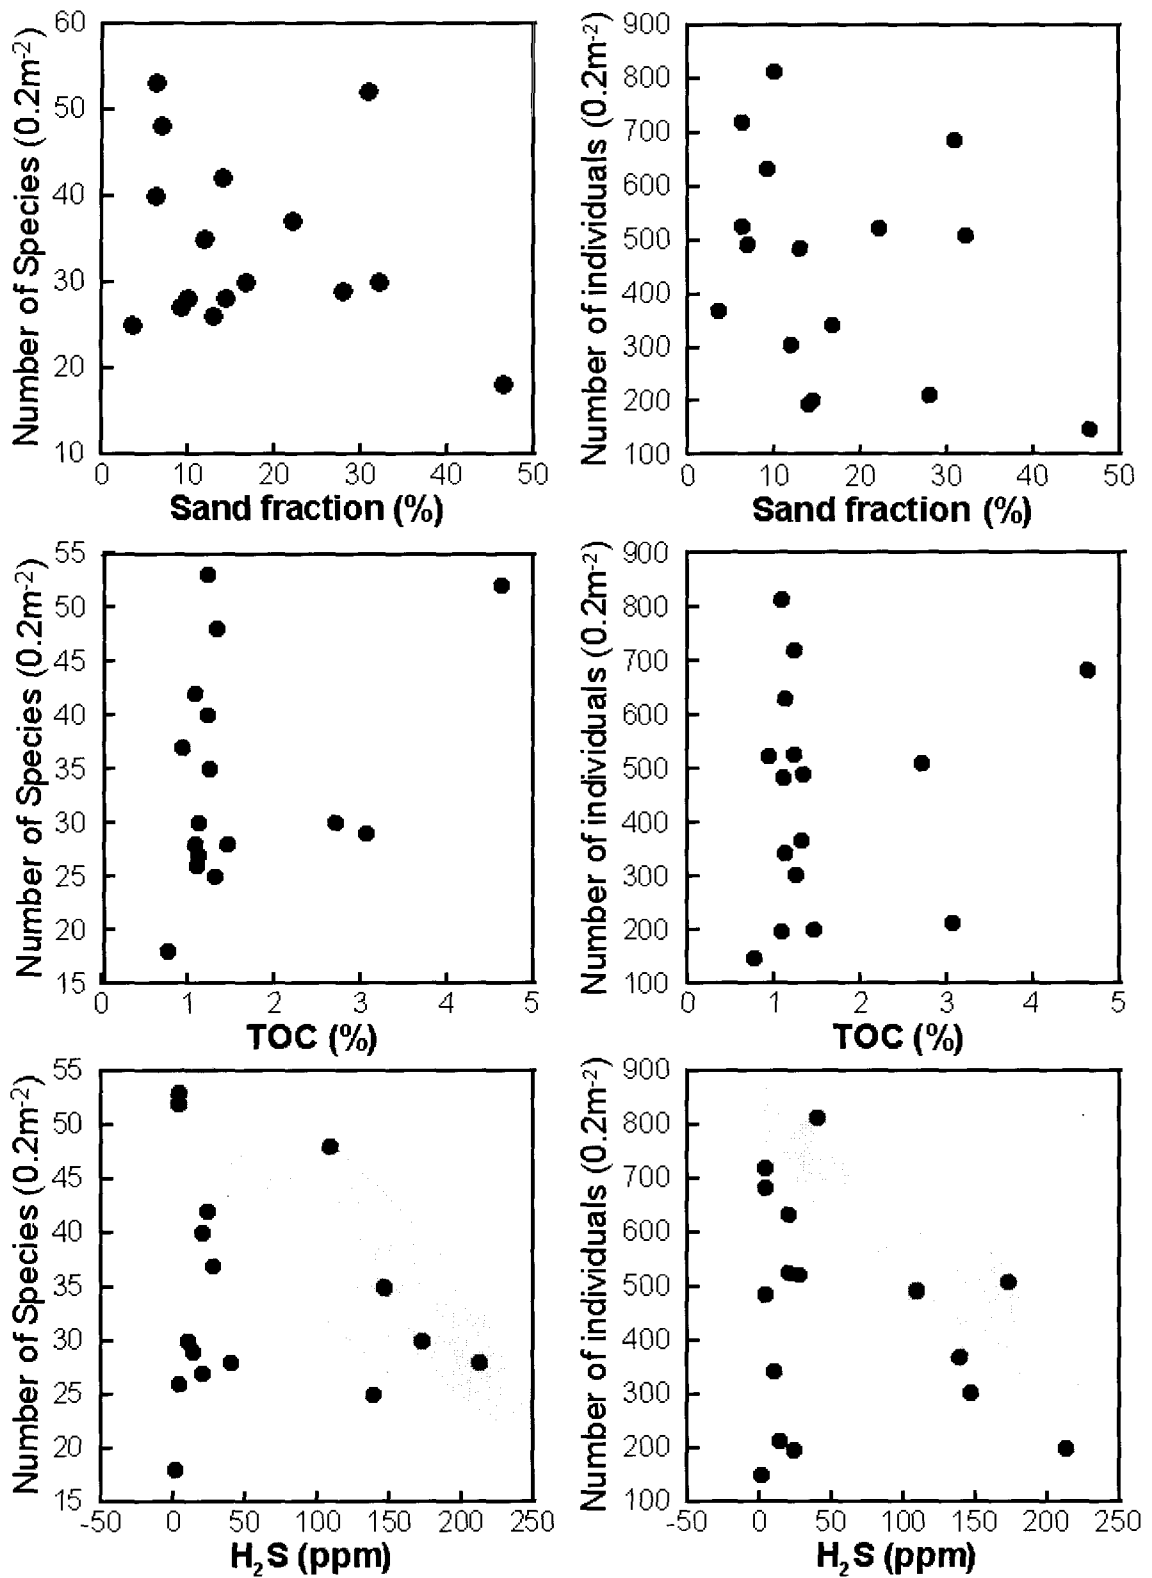 Number of Species (0.2m-2)
60
50
40
30
20
10
0 10 20 30 40 50
Sand fraction (%)
Number of individuals (0.2m-2)
900
800
700
600
500
400
300
200
100
0 10 20 30 40 50
Sand fraction (%)
Number of Species (0.2m-2)
55
50
45
40
35
30
25
20
15
0 1 2 3 4 5
TOC (%)
Number of individuals (0.2m-2)
900
800
700
600
500
400
300
200
100
0 1 2 3 4 5
TOC (%)
Number of Species (0.2m-2)
55
50
45
40
35
30
25
20
15
-50 0 50 100 150 200 250
H2S (ppm)
Number of individuals (0.2m-2)
900
800
700
600
500
400
300
200
100
-50 0 50 100 150 200 250
H2S (ppm)